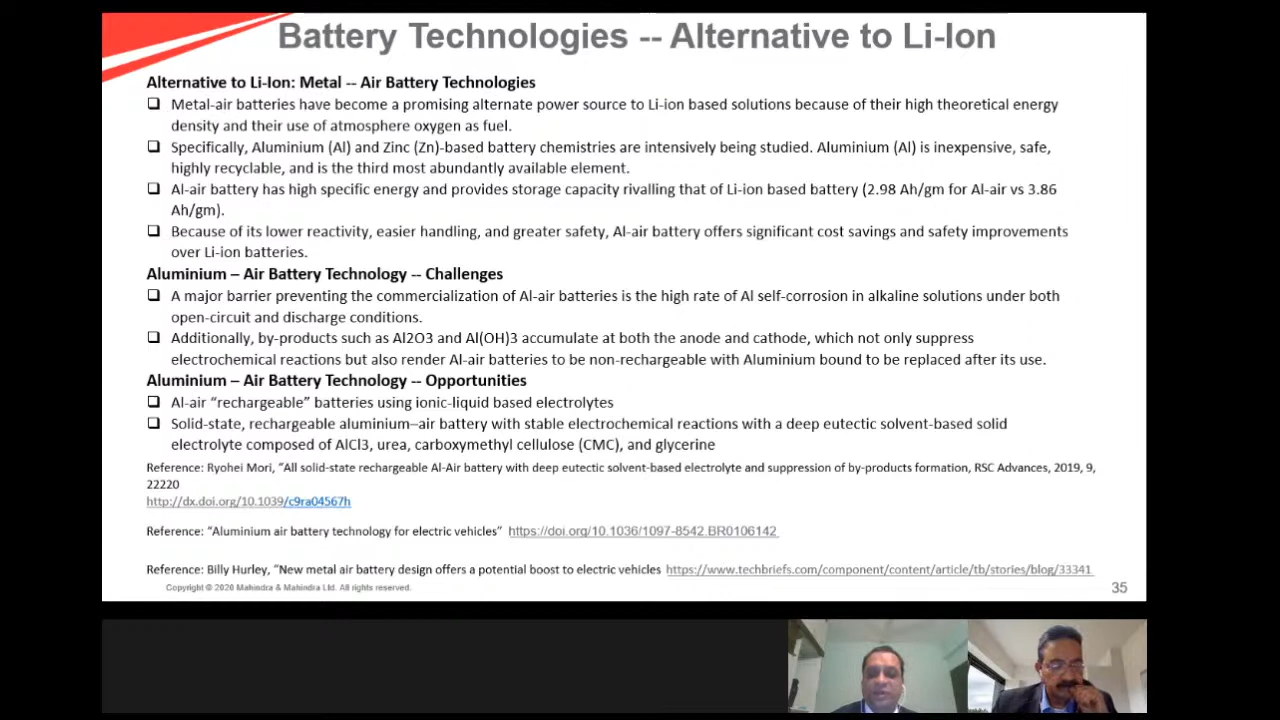 Battery Technologies -- Alternative to Li-Ion
Alternative to Li-Ion: Metal -- Air Battery Technologies
❑ Metal-air batteries have become a promising alternate power source to Li-ion based solutions because of their high theoretical energy
density and their use of atmosphere oxygen as fuel.
❑ Specifically, Aluminium (Al) and Zinc (Zn)-based battery chemistries are intensively being studied. Aluminium (Al) is inexpensive, safe,
highly recyclable, and is the third most abundantly available element.
❑ Al-air battery has high specific energy and provides storage capacity rivalling that of Li-ion based battery (2.98 Ah/gm for Al-air vs 3.86
Ah/gm).
❑ Because of its lower reactivity, easier handling, and greater safety, Al-air battery offers significant cost savings and safety improvements
over Li-ion batteries.
Aluminium – Air Battery Technology -- Challenges
❑ A major barrier preventing the commercialization of Al-air batteries is the high rate of Al self-corrosion in alkaline solutions under both
open-circuit and discharge conditions.
❑ Additionally, by-products such as Al2O3 and Al(OH)3 accumulate at both the anode and cathode, which not only suppress
electrochemical reactions but also render Al-air batteries to be non-rechargeable with Aluminium bound to be replaced after its use.
Aluminium – Air Battery Technology -- Opportunities
❑ Al-air “rechargeable” batteries using ionic-liquid based electrolytes
❑ Solid-state, rechargeable aluminium–air battery with stable electrochemical reactions with a deep eutectic solvent-based solid
electrolyte composed of AlCl3, urea, carboxymethyl cellulose (CMC), and glycerine
Reference: Ryohei Mori, “All solid-state rechargeable Al-Air battery with deep eutectic solvent-based electrolyte and suppression of by-products formation, RSC Advances, 2019, 9,
22220
http://dx.doi.org/10.1039/c9ra04567h
Reference: “Aluminium air battery technology for electric vehicles” https://doi.org/10.1036/1097-8542.BR0106142
Reference: Billy Hurley, “New metal air battery design offers a potential boost to electric vehicles https://www.techbriefs.com/component/content/article/tb/stories/blog/33341
Copyright © 2020 Mahindra & Mahindra Ltd. All rights reserved.
35